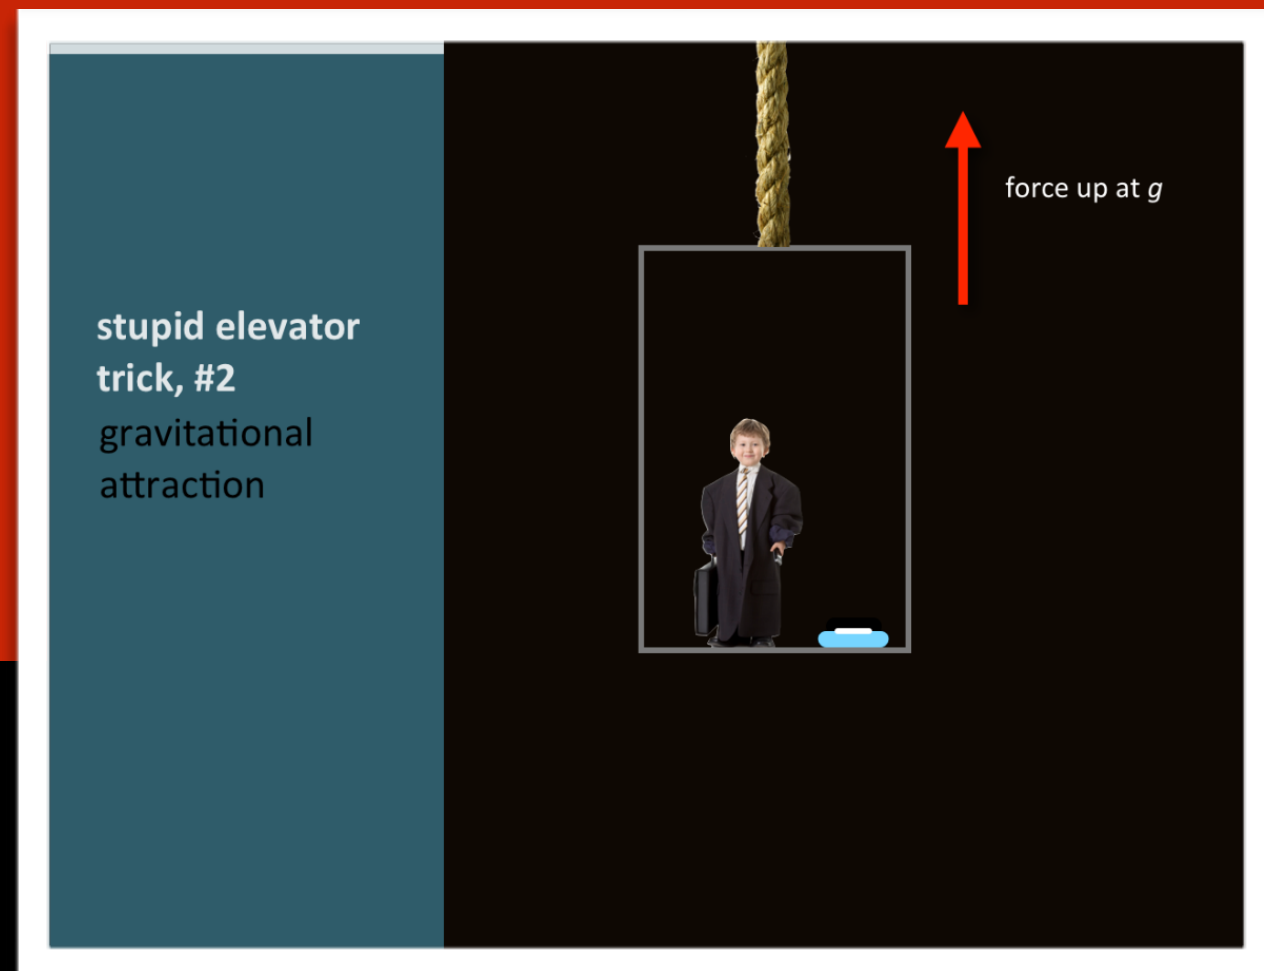 stupid elevator
trick, #2
gravitational
attraction
force up at g